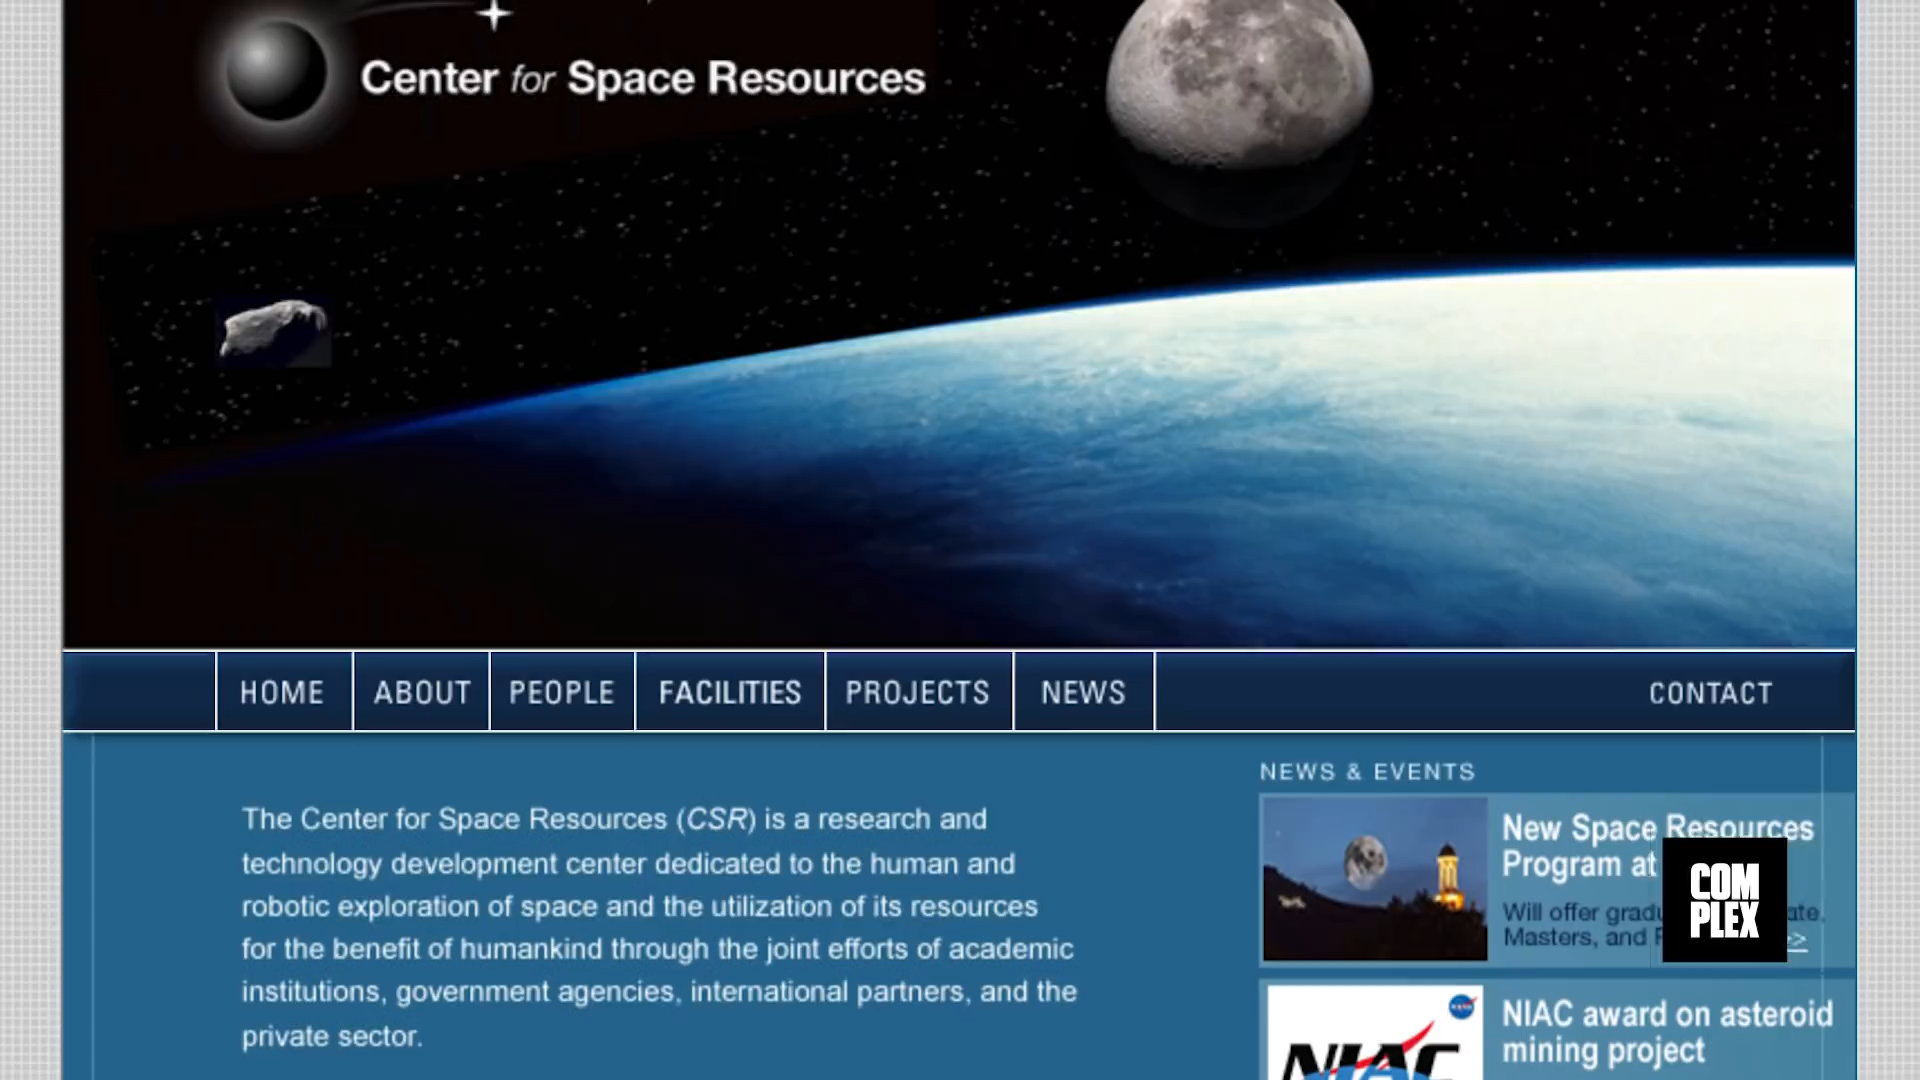 Center for Space Resources
HOME ABOUT PEOPLE FACILITIES PROJECTS NEWS CONTACT
The Center for Space Resources (CSR) is a research and
technology development center dedicated to the human and
robotic exploration of space and the utilization of its resources
for the benefit of humankind through the joint efforts of academic
institutions, government agencies, international partners, and the
private sector.
NEWS & EVENTS
New Space Resources
Program at
Will offer
Masters, and >>
COM
PLEX
NASA
NIAC
NIAC award on asteroid
mining project